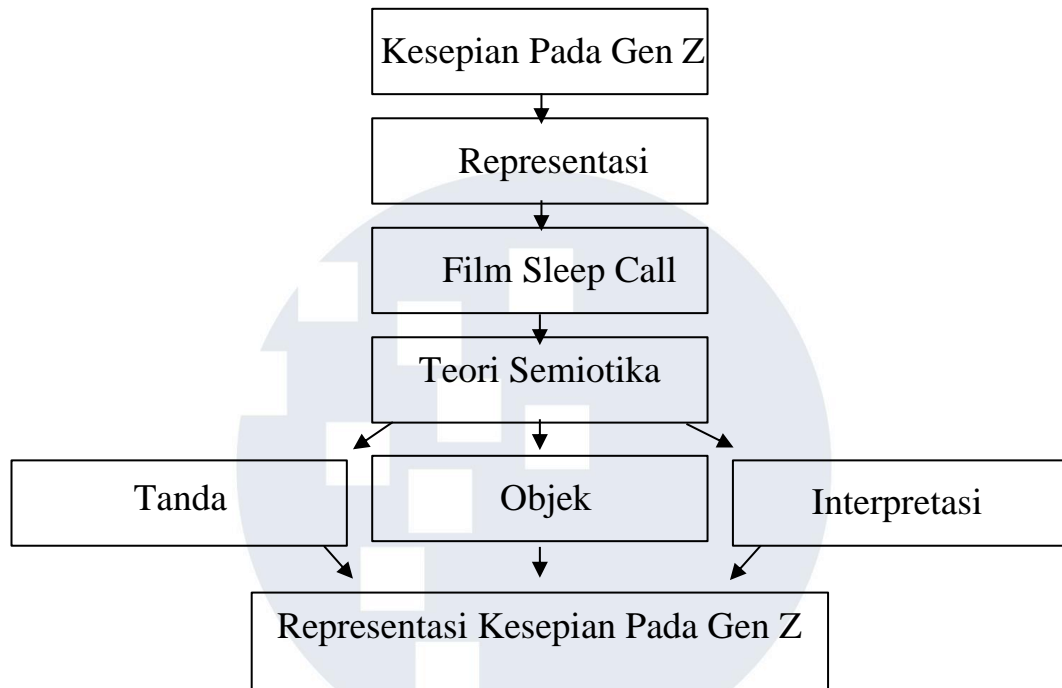 Kesepian Pada Gen Z
Representasi
Film Sleep Call
Teori Semiotika
Tanda
Objek
Interpretasi
Representasi Kesepian Pada Gen Z